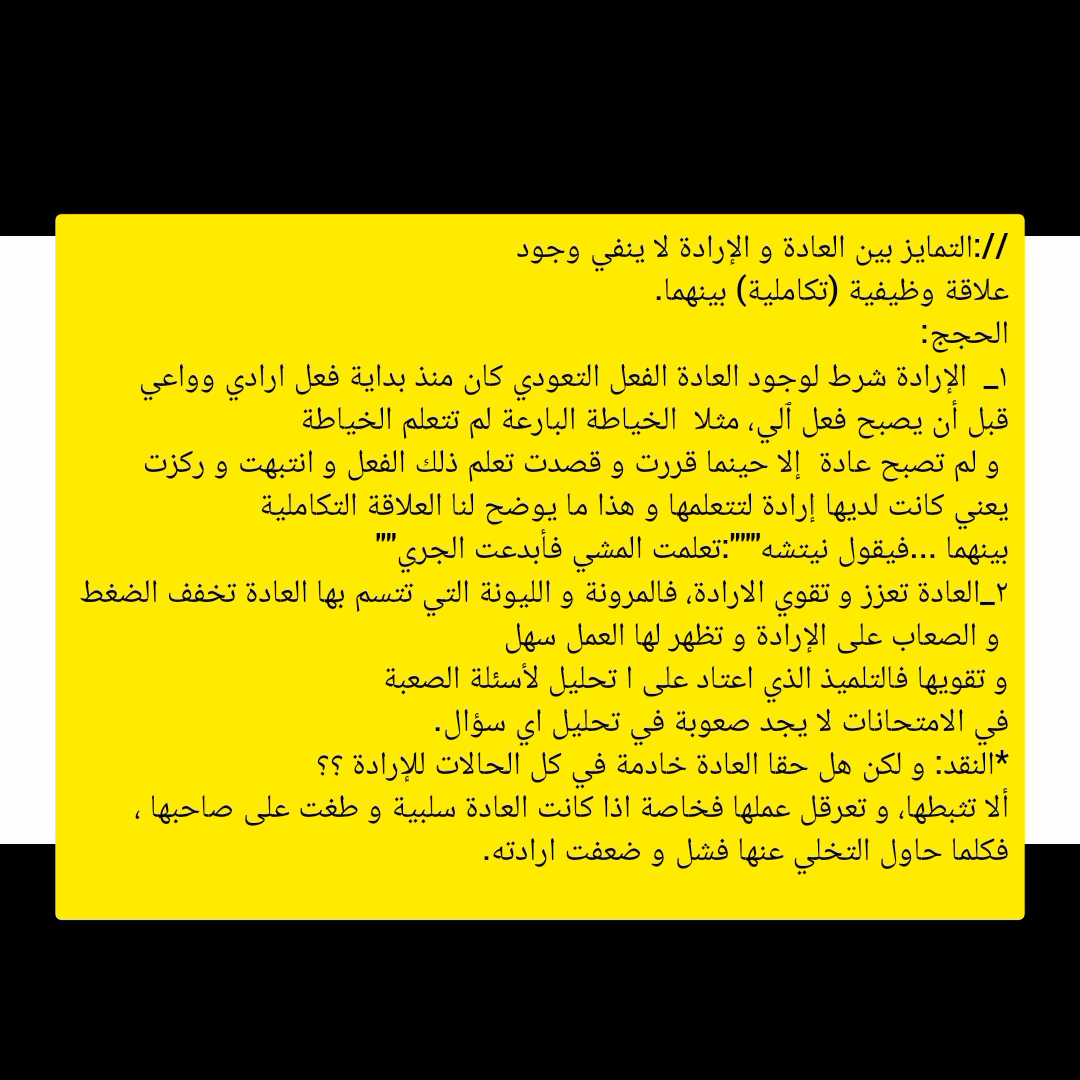 //:التمايز بين العادة و الإرادة لا ينفي وجود
علاقة وظيفية (تكاملية) بينهما.
الحجج:
١_ الإرادة شرط لوجود العادة الفعل التعودي كان منذ بداية فعل ارادي وواعي
قبل أن يصبح فعل ٱلي، مثلا الخياطة البارعة لم تتعلم الخياطة
و لم تصبح عادة إلا حينما قررت و قصدت تعلم ذلك الفعل و انتبهت و ركزت
يعني كانت لديها إرادة لتتعلمها و هذا ما يوضح لنا العلاقة التكاملية
بينهما ...فيقول نيتشه"""":تعلمت المشي فأبدعت الجري""
٢_العادة تعزز و تقوي الارادة، فالمرونة و الليونة التي تتسم بها العادة تخفف الضغط
و الصعاب على الإرادة و تظهر لها العمل سهل
و تقويها فالتلميذ الذي اعتاد على ا تحليل لأسئلة الصعبة
في الامتحانات لا يجد صعوبة في تحليل اي سؤال.
*النقد: و لكن هل حقا العادة خادمة في كل الحالات للإرادة ؟؟
ألا تثبطها، و تعرقل عملها فخاصة اذا كانت العادة سلبية و طغت على صاحبها ،
فكلما حاول التخلي عنها فشل و ضعفت ارادته.